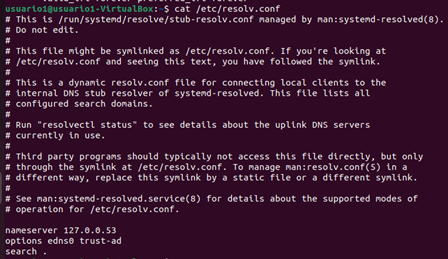 usuario1@usuario1-VirtualBox:~$ cat /etc/resolv.conf
# This is /run/systemd/resolve/stub-resolv.conf managed by man:systemd-resolved(8).
# Do not edit.
#
# This file might be symlinked as /etc/resolv.conf. If you're looking at
# /etc/resolv.conf and seeing this text, you have followed the symlink.
#
# This is a dynamic resolv.conf file for connecting local clients to the
# internal DNS stub resolver of systemd-resolved. This file lists all
# configured search domains.
#
# Run "resolvectl status" to see details about the uplink DNS servers
# currently in use.
#
# Third party programs should typically not access this file directly, but only
# through the symlink at /etc/resolv.conf. To manage man:resolv.conf(5) in a
# different way, replace this symlink by a static file or a different symlink.
#
# See man:systemd-resolved.service(8) for details about the supported modes of
# operation for /etc/resolv.conf.
nameserver 127.0.0.53
options edns0 trust-ad
search .